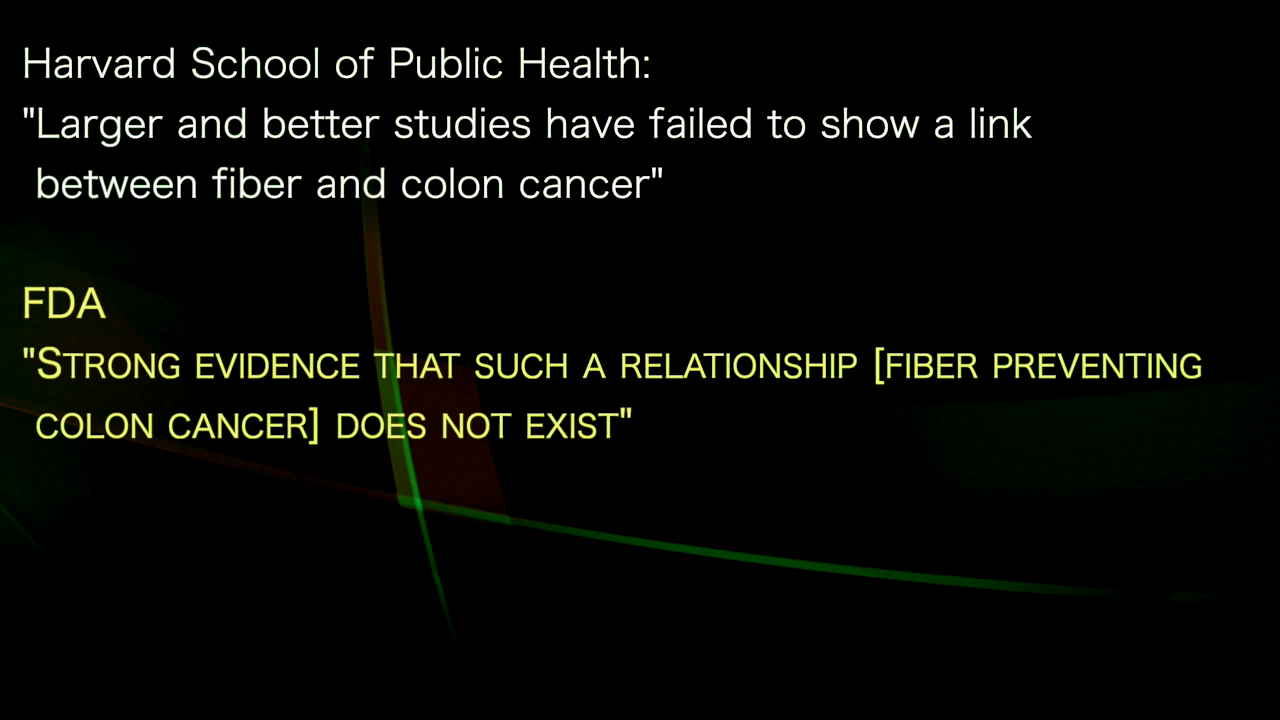 Harvard School of Public Health:
"Larger and better studies have failed to show a link
between fiber and colon cancer"
FDA
"STRONG EVIDENCE THAT SUCH A RELATIONSHIP [FIBER PREVENTING
COLON CANCER] DOES NOT EXIST"